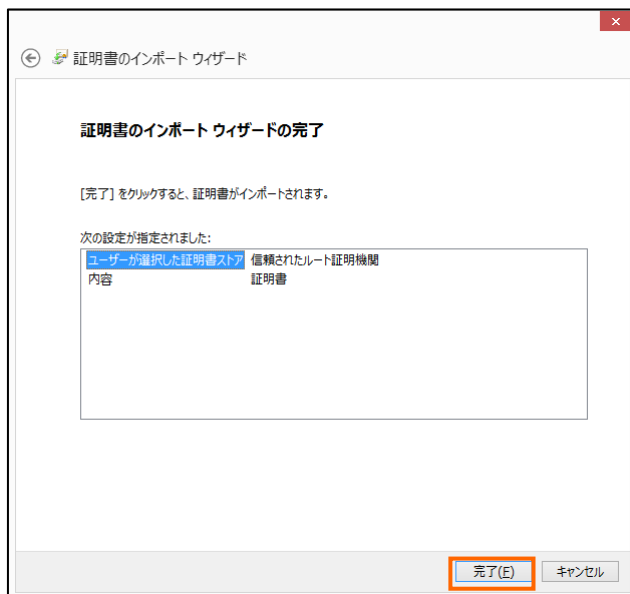 証明書のインポート ウィザード
証明書のインポート ウィザードの完了
[完了] をクリックすると、証明書がインポートされます。
次の設定が指定されました:
ユーザーが選択した証明書ストア 信頼されたルート証明機関
内容 証明書
完了(F) キャンセル